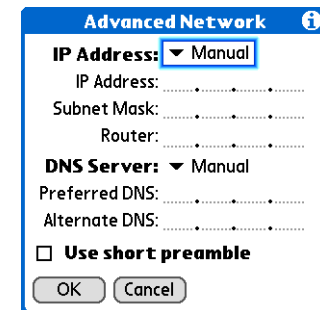 Advanced Network
IP Address: Manual
IP Address: . . .
Subnet Mask: . . .
Router: . . .
DNS Server: Manual
Preferred DNS: . . .
Alternate DNS: . . .
Use short preamble
OK Cancel